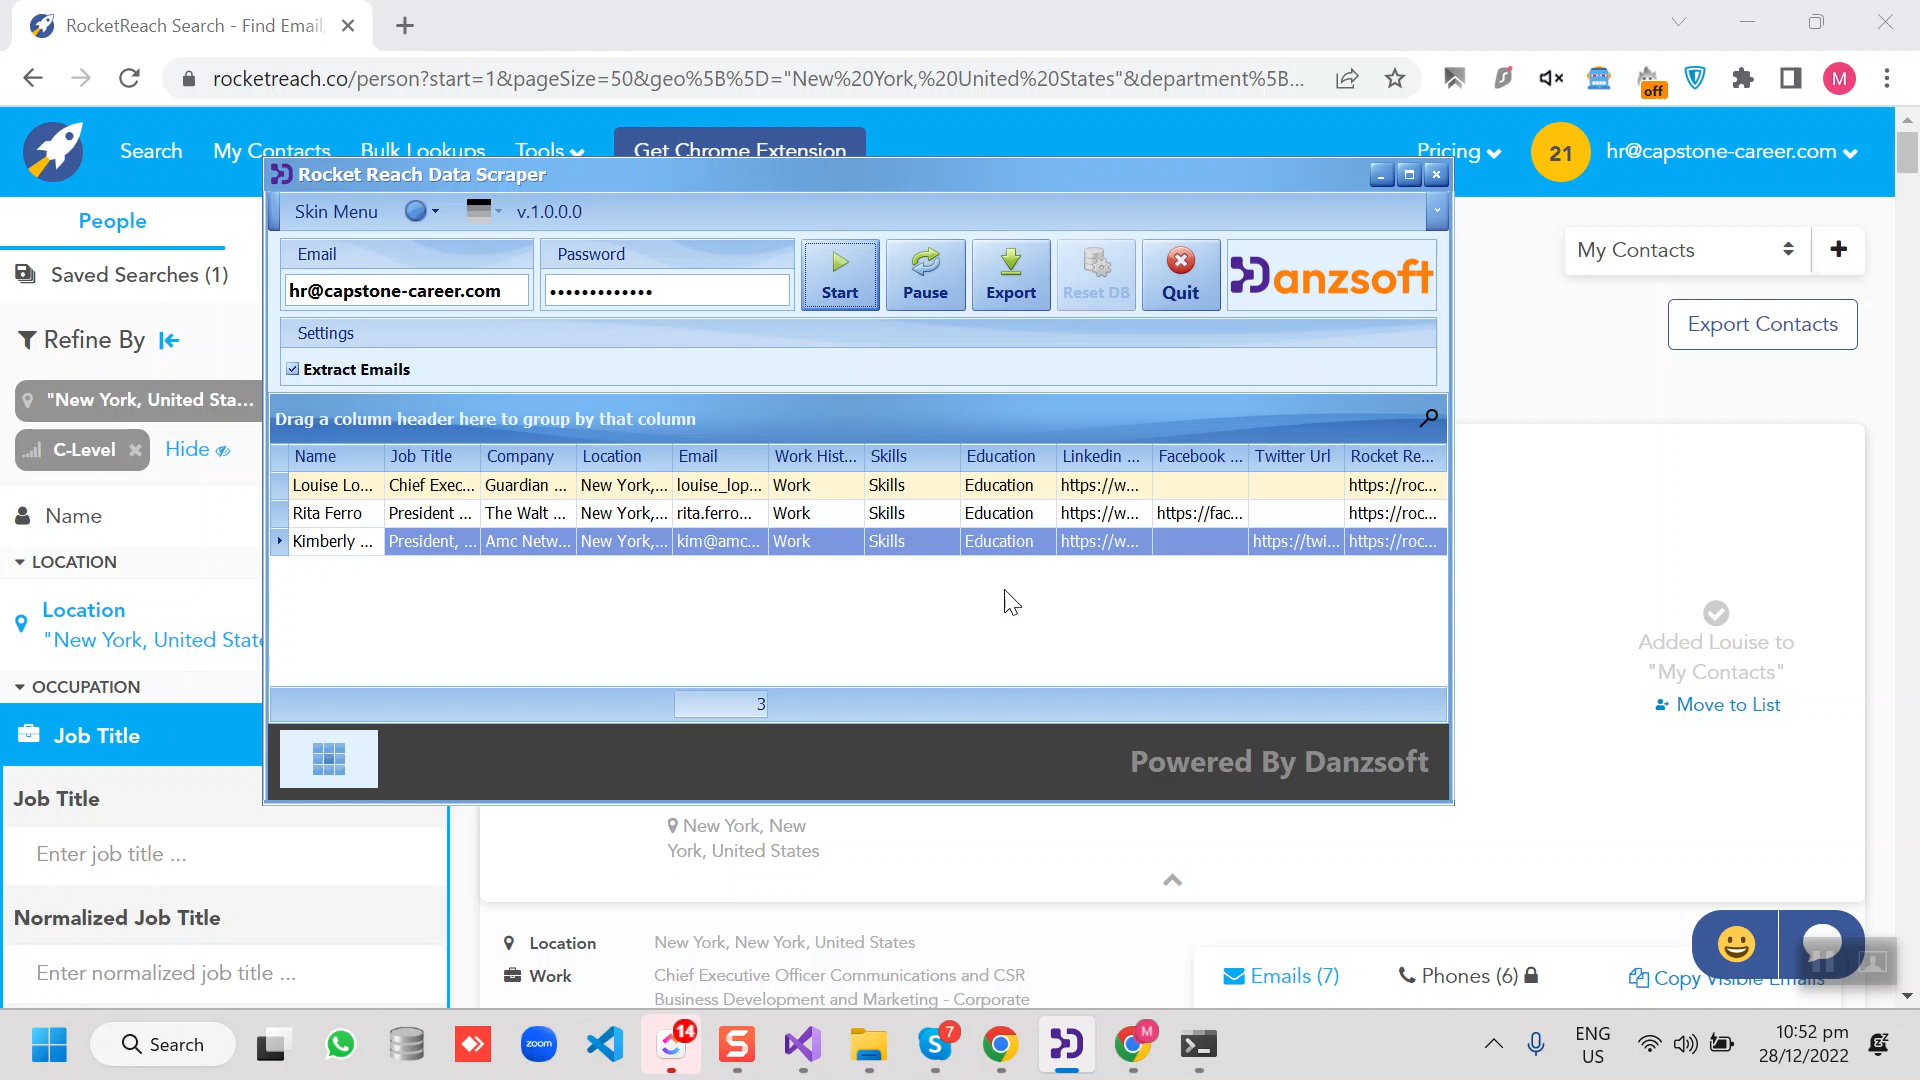 RocketReach Search - Find Email,
rocketreach.co/person?start=1&pageSize=50&geo%5B%5D="New%20York,%20United%20States"&department%5B...
off
M
Search
My Contacts
Bulk Lookups
Tools
Get Chrome Extension
Pricing
21
hr@capstone-career.com
People
Saved Searches (1)
Refine By
"New York, United Sta...
C-Level
Hide
Name
LOCATION
Location
"New York, United State
OCCUPATION
Job Title
Job Title
Enter job title ...
Normalized Job Title
Enter normalized job title ...
Rocket Reach Data Scraper
Skin Menu
v.1.0.0.0
Email
Password
hr@capstone-career.com
•••••••••••••
Start
Pause
Export
Reset DB
Quit
Danzsoft
Settings
Extract Emails
Drag a column header here to group by that column
Name Job Title Company Location Email Work Hist... Skills Education Linkedin ... Facebook ... Twitter Url Rocket Re...
Louise Lo... Chief Exec... Guardian ... New York,... louise_lop... Work Skills Education https://w... https://roc...
Rita Ferro President ... The Walt ... New York,... rita.ferro... Work Skills Education https://w... https://fac... https://roc...
Kimberly ... President, ... Amc Netw... New York,... kim@amc... Work Skills Education https://w... https://twi... https://roc...
3
Powered By Danzsoft
My Contacts
Export Contacts
Added Louise to
"My Contacts"
Move to List
New York, New
York, United States
Location
New York, New York, United States
Work
Chief Executive Officer Communications and CSR
Business Development and Marketing - Corporate
Emails (7)
Phones (6)
Copy Visible Emails
Search
zoom
14
S
7
M
ENG
US
10:52 pm
28/12/2022